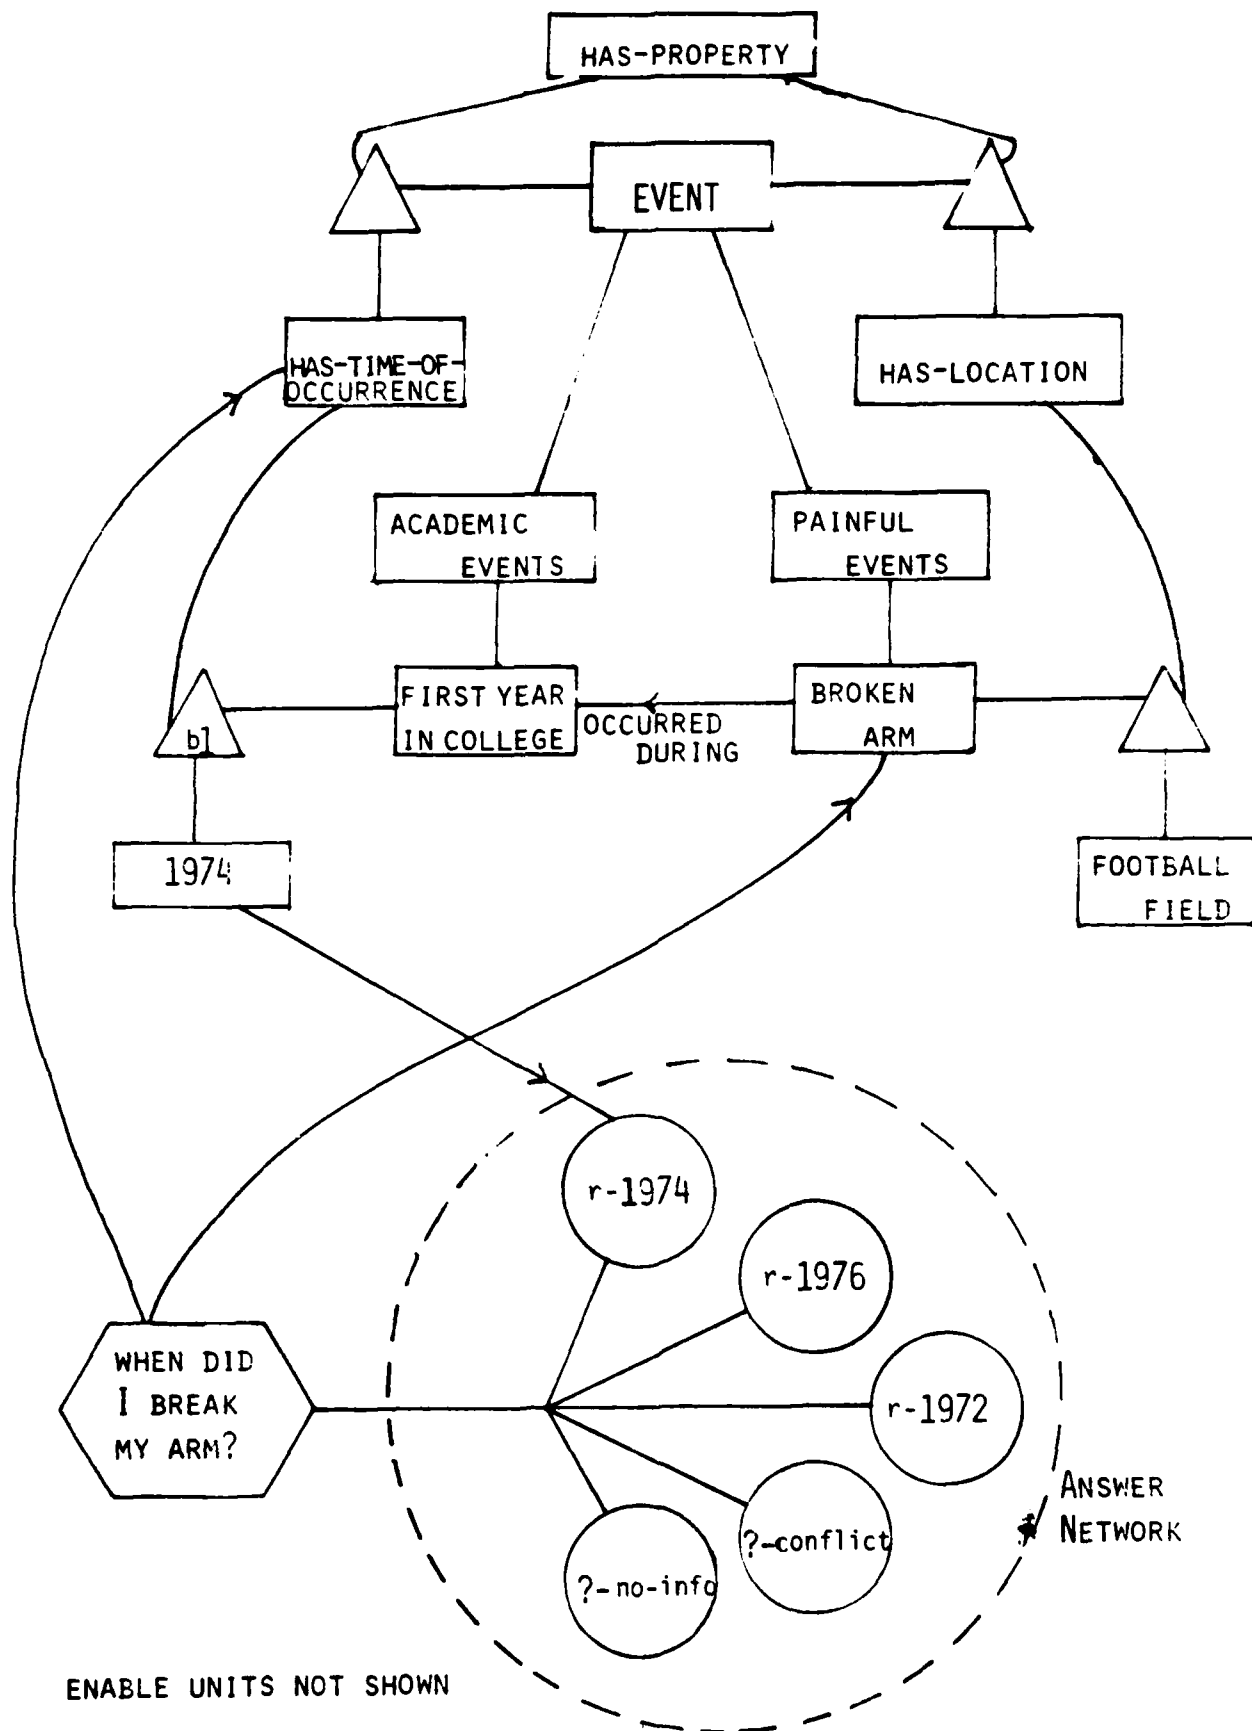 HAS-PROPERTY
EVENT
HAS-TIME-OF-
OCCURRENCE
HAS-LOCATION
ACADEMIC
EVENTS
PAINFUL
EVENTS
FIRST YEAR
IN COLLEGE
OCCURRED
DURING
BROKEN
ARM
b1
1974
FOOTBALL
FIELD
r-1974
r-1976
r-1972
?-conflict
?-no-info
WHEN DID
I BREAK
MY ARM?
ANSWER
NETWORK
ENABLE UNITS NOT SHOWN